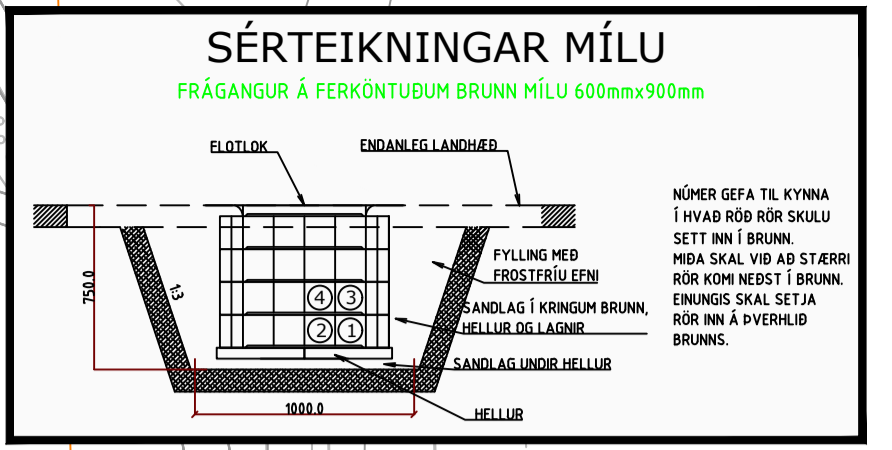 SÉRTEIKNINGAR MÍLU
FRÁGANGUR Á FERKÖNTUÐUM BRUNN MÍLU 600mmx900mm
FLOTLOK
ENDANLEG LANDHÆÐ
750.0
1:3
4 3
2 1
1000.0
FYLLING MEÐ
FROSTFRÍU EFNI
SANDLAG Í KRINGUM BRUNN,
HELLUR OG LAGNIR
SANDLAG UNDIR HELLUR
HELLUR
NÚMER GEFA TIL KYNNA
Í HVAÐ RÖÐ RÖR SKULU
SETT INN Í BRUNN.
MIÐA SKAL VIÐ AÐ STÆRRI
RÖR KOMI NEÐST Í BRUNN.
EINUNGIS SKAL SETJA
RÖR INN Á ÞVERHLIÐ
BRUNNS.